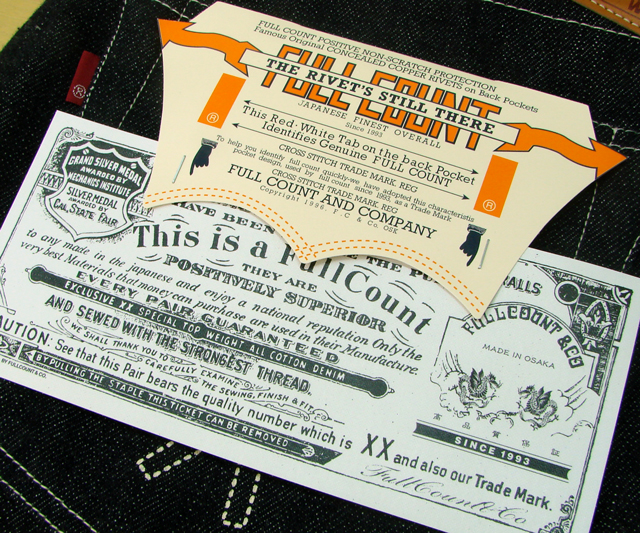 FULL COUNT POSITIVE NON-SCRATCH PROTECTION
Famous Original CONCEALED COPPER RIVETS on Back Pockets
FULL COUNT
THE RIVET'S STILL THERE
JAPANESE FINEST OVERALL
Since 1993
This Red·White Tab on the back Pocket
Identifies Genuine FULL COUNT
®
®
CROSS STITCH TRADE MARK REG
To help you identify full count quickly-we have adopted this characteristic
pocket design, used by full count since 1993, as a Trade Mark
CROSS STITCH TRADE MARK REG
FULL COUNT AND COMPANY
Copyright 1996. F.C & Co. OSK
GRAND SILVER MEDAL
AWARDED BY
MECHANICS INSTITUTE
SILVER MEDAL
AWARDED BY
CAL. STATE FAIR
HAVE BEEN
This is a FullCount
THEY ARE
POSITIVELY SUPERIOR
to any made in the Japanese and enjoy a national reputation Only the
very best Materials that money can purchase are used in their Manufacture.
EVERY PAIR GUARANTEED
EXCLUSIVE XX SPECIAL TOP WEIGHT ALL COTTON DENIM
AND SEWED WITH THE STRONGEST THREAD,
WE SHALL THANK YOU TO CAREFULLY EXAMINE THE SEWING, FINISH & FIT
CAUTION: See that this Pair bears the quality number which is XX and also our Trade Mark.
BY FULLCOUNT & CO.
BY PULLING THE STAPLE THIS TICKET CAN BE REMOVED
FullCount & Co
FULLCOUNT & CO
MADE IN OSAKA
高品質保証
SINCE 1993